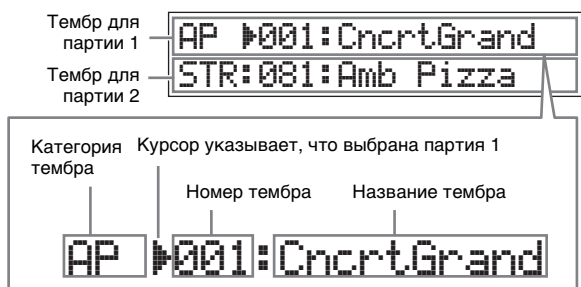 Тембр для
партии 1
AP ▶001:CncrtGrand
Тембр для
партии 2
STR:081:Amb Pizza
Категория
тембра
Курсор указывает, что выбрана партия 1
Номер тембра
Название тембра
AP ▶001:CncrtGrand